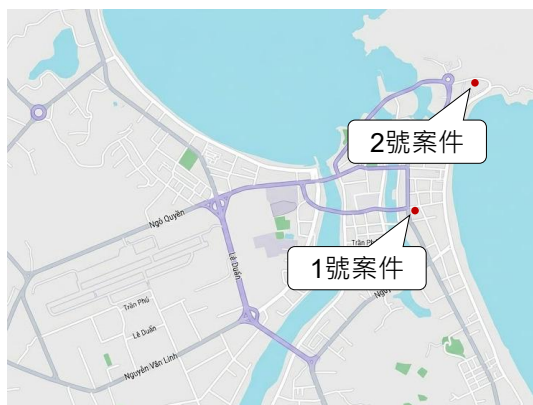 2號案件
Ngô Quyền
Trần Phú
1號案件
Lê Duẩn
Trần Phú
Lê Duẩn
Nguyễn Văn Linh